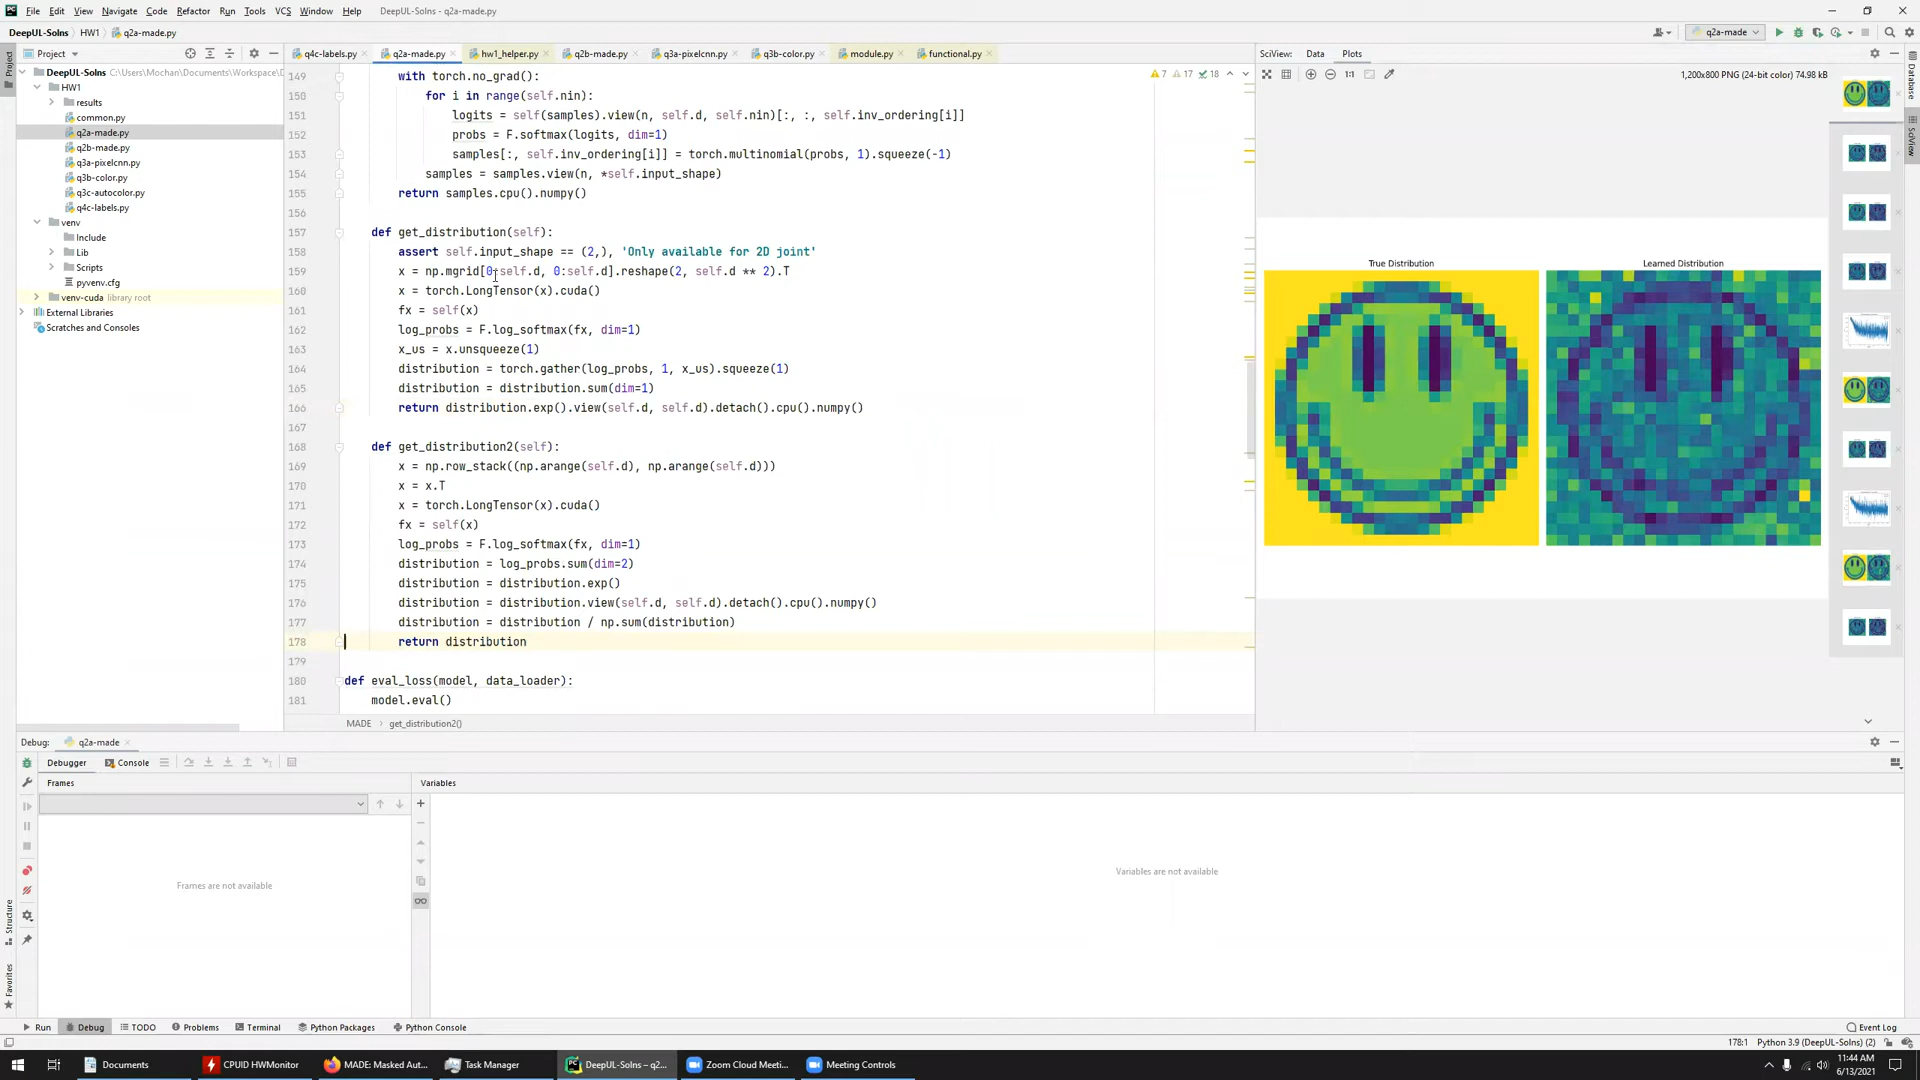 File Edit View Navigate Code Refactor Run Tools VCS Window Help DeepUL-Solns - q2a-made.py
DeepUL-Solns HW1 q2a-made.py q2a-made
Project
q4c-labels.py q2a-made.py hw1_helper.py q2b-made.py q3a-pixelcnn.py q3b-color.py module.py functional.py
SciView: Data Plots
DeepUL-Solns C:\Users\Mochan\Documents\Workspace\D
HW1
results
common.py
q2a-made.py
q2b-made.py
q3a-pixelcnn.py
q3b-color.py
q3c-autocolor.py
q4c-labels.py
venv
Include
Lib
Scripts
pyvenv.cfg
venv-cuda library root
External Libraries
Scratches and Consoles
7 17 18
149 with torch.no_grad():
150 for i in range(self.nin):
151 logits = self(samples).view(n, self.d, self.nin)[:, :, self.inv_ordering[i]]
152 probs = F.softmax(logits, dim=1)
153 samples[:, self.inv_ordering[i]] = torch.multinomial(probs, 1).squeeze(-1)
154 samples = samples.view(n, *self.input_shape)
155 return samples.cpu().numpy()
156
157 def get_distribution(self):
158 assert self.input_shape == (2,), 'Only available for 2D joint'
159 x = np.mgrid[0:self.d, 0:self.d].reshape(2, self.d ** 2).T
160 x = torch.LongTensor(x).cuda()
161 fx = self(x)
162 log_probs = F.log_softmax(fx, dim=1)
163 x_us = x.unsqueeze(1)
164 distribution = torch.gather(log_probs, 1, x_us).squeeze(1)
165 distribution = distribution.sum(dim=1)
166 return distribution.exp().view(self.d, self.d).detach().cpu().numpy()
167
168 def get_distribution2(self):
169 x = np.row_stack((np.arange(self.d), np.arange(self.d)))
170 x = x.T
171 x = torch.LongTensor(x).cuda()
172 fx = self(x)
173 log_probs = F.log_softmax(fx, dim=1)
174 distribution = log_probs.sum(dim=2)
175 distribution = distribution.exp()
176 distribution = distribution.view(self.d, self.d).detach().cpu().numpy()
177 distribution = distribution / np.sum(distribution)
178 return distribution
179
180 def eval_loss(model, data_loader):
181 model.eval()
MADE get_distribution2()
1:1
1,200x800 PNG (24-bit color) 74.98 kB
True Distribution Learned Distribution
Project
Structure
Favorites
Database
SciView
Debug: q2a-made
Debugger Console
Frames
Variables
Frames are not available
Variables are not available
Run Debug TODO Problems Terminal Python Packages Python Console
Event Log
178:1 Python 3.9 (DeepUL-Solns) (2)
Documents CPUID HWMonitor MADE: Masked Aut... Task Manager DeepUL-Solns – q2... Zoom Cloud Meeti... Meeting Controls
11:44 AM
6/13/2021